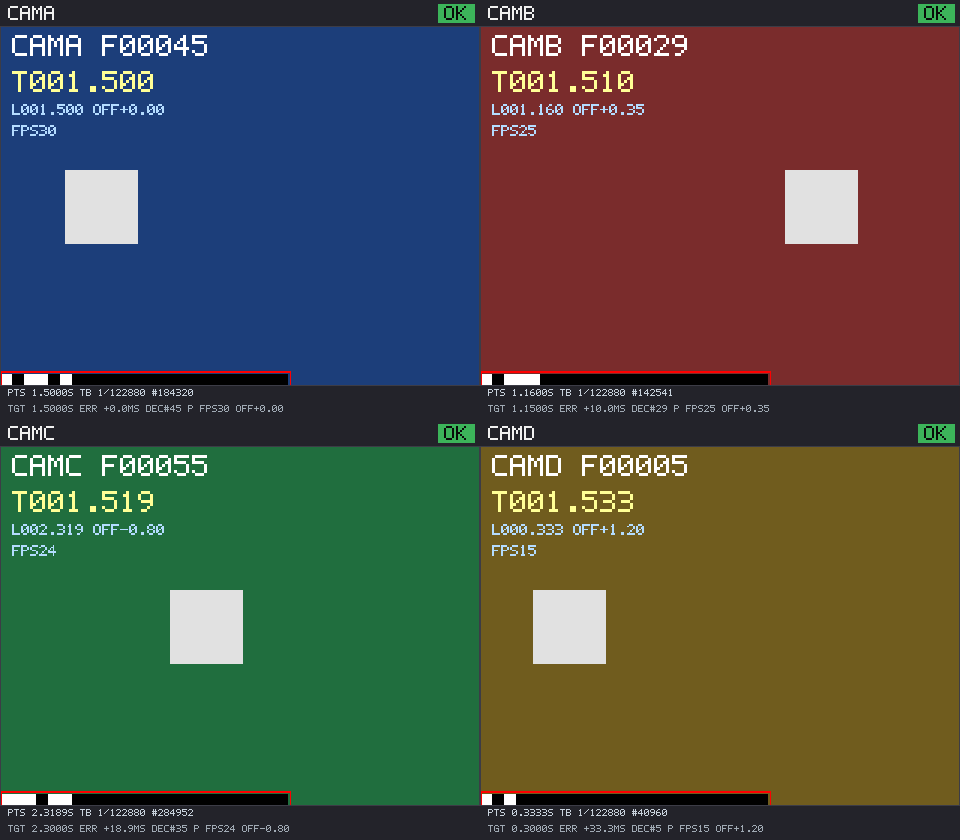 CAMA OK
CAMA F00045
T001.500
L001.500 OFF+0.00
FPS30
PTS 1.5000S TB 1/122880 #184320
TGT 1.5000S ERR +0.0MS DEC#45 P FPS30 OFF+0.00
CAMB OK
CAMB F00029
T001.510
L001.160 OFF+0.35
FPS25
PTS 1.1600S TB 1/122880 #142541
TGT 1.1500S ERR +10.0MS DEC#29 P FPS25 OFF+0.35
CAMC OK
CAMC F00055
T001.519
L002.319 OFF-0.80
FPS24
PTS 2.3189S TB 1/122880 #284952
TGT 2.3000S ERR +18.9MS DEC#35 P FPS24 OFF-0.80
CAMD OK
CAMD F00005
T001.533
L000.333 OFF+1.20
FPS15
PTS 0.3333S TB 1/122880 #40960
TGT 0.3000S ERR +33.3MS DEC#5 P FPS15 OFF+1.20